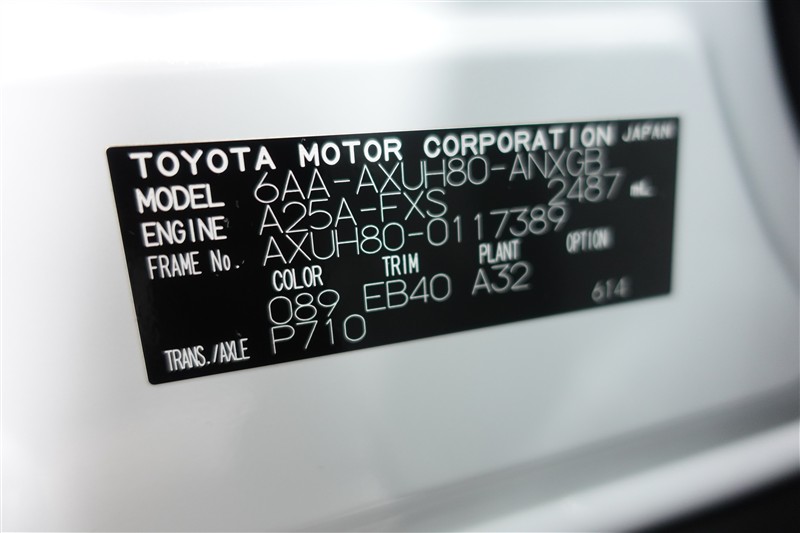 TOYOTA MOTOR CORPORATION JAPAN
MODEL 6AA-AXUH80-ANXGB
ENGINE A25A-FXS 2487 mL
FRAME No. AXUH80-0117389
COLOR TRIM PLANT OPTION
089 EB40 A32
TRANS./AXLE P710 614